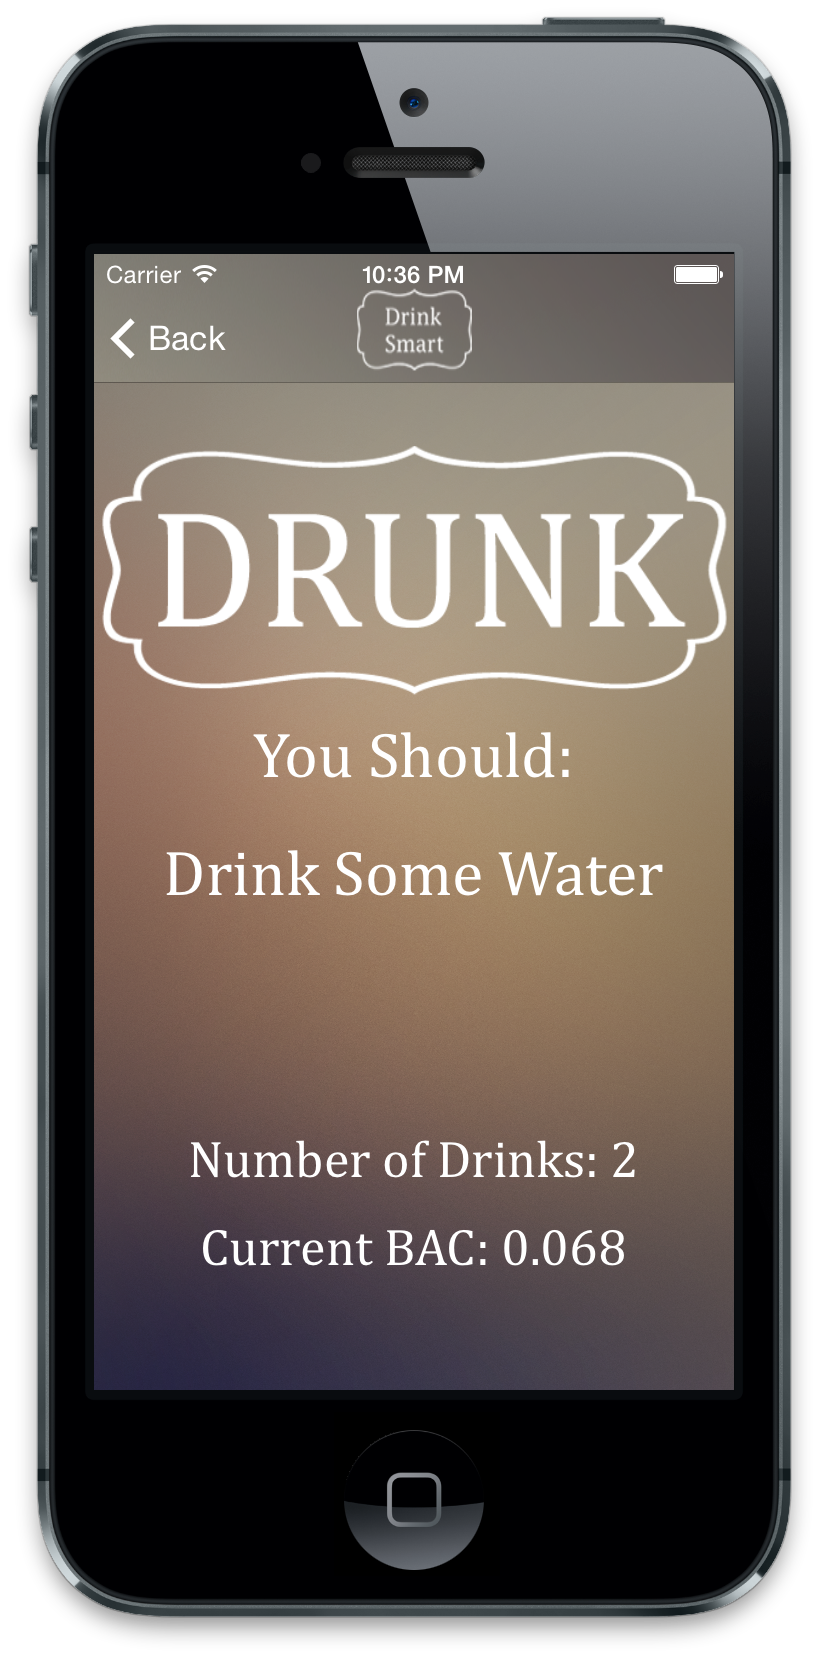 Carrier 10:36 PM
Back
Drink
Smart
DRUNK
You Should:
Drink Some Water
Number of Drinks: 2
Current BAC: 0.068